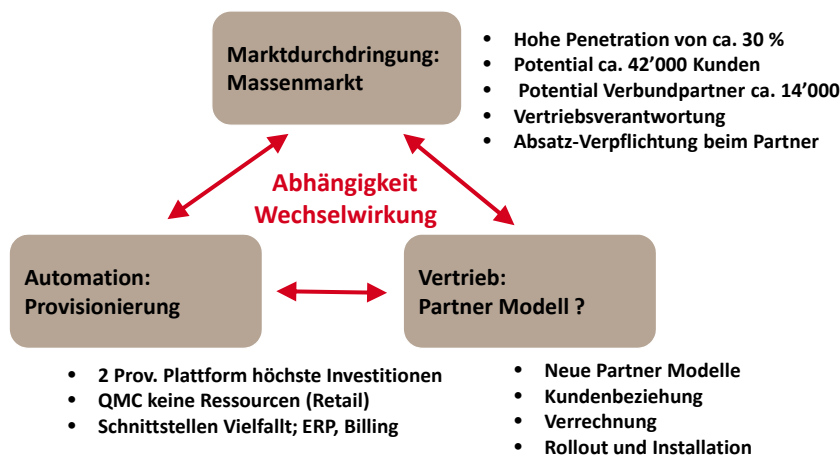 Marktdurchdringung:
Massenmarkt
• Hohe Penetration von ca. 30 %
• Potential ca. 42’000 Kunden
• Potential Verbundpartner ca. 14’000
• Vertriebsverantwortung
• Absatz-Verpflichtung beim Partner
Abhängigkeit
Wechselwirkung
Automation:
Provisionierung
Vertrieb:
Partner Modell ?
• 2 Prov. Plattform höchste Investitionen
• QMC keine Ressourcen (Retail)
• Schnittstellen Vielfallt; ERP, Billing
• Neue Partner Modelle
• Kundenbeziehung
• Verrechnung
• Rollout und Installation